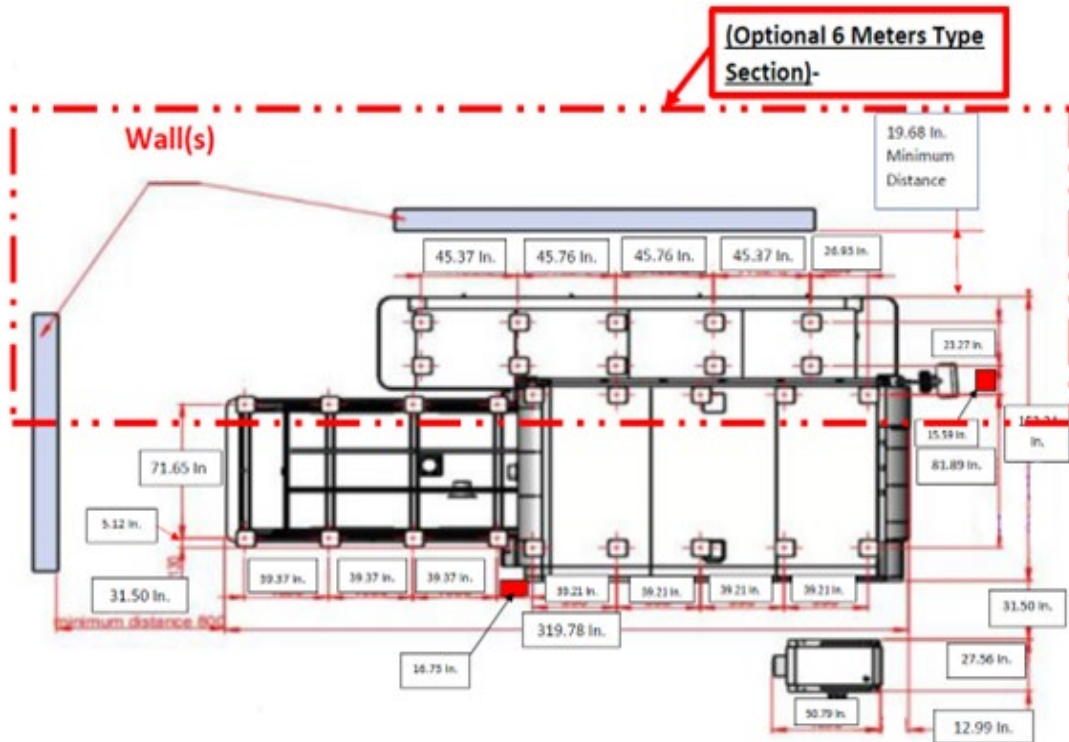 (Optional 6 Meters Type
Section)-
Wall(s)
19.68 In.
Minimum
Distance
45.37 In.
45.76 In.
45.76 In.
45.37 In.
26.93 In.
23.27 In.
In.
15.59 In.
81.89 In.
71.65 In
5.12 In.
31.50 In.
minimum distance 800
39.37 In.
39.37 In.
39.37 In.
39.21 In.
39.21 In.
39.21 In.
39.21 In.
319.78 In.
16.73 In.
31.50 In.
27.56 In.
50.79 In.
12.99 In.